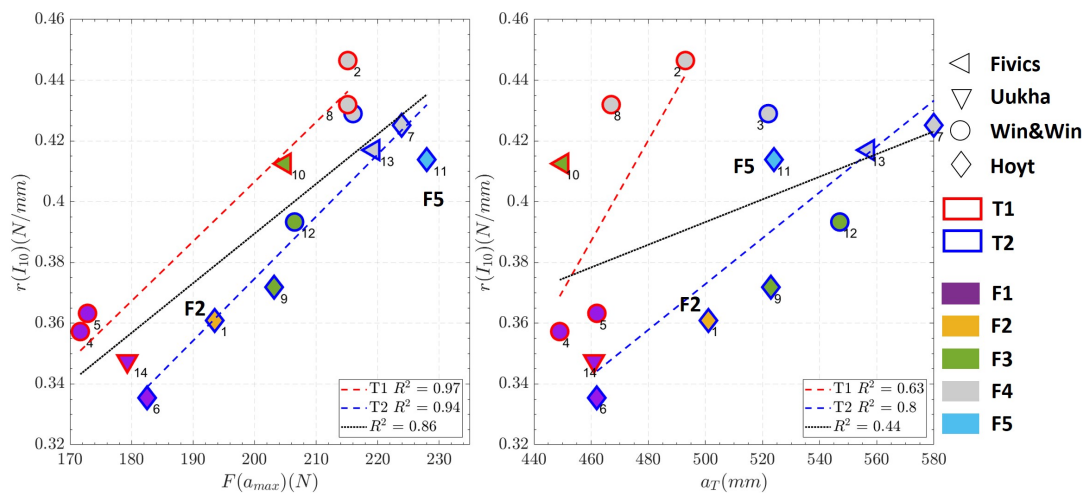 0.46
0.44
0.42
0.4
0.38
0.36
0.34
0.32
170
180
190
200
210
220
230
r(I10)(N/mm)
F(amax)(N)
2
8
7
13
10
11
F5
12
9
F2
1
5
4
14
6
T1 R² = 0.97
T2 R² = 0.94
R² = 0.86
0.46
0.44
0.42
0.4
0.38
0.36
0.34
0.32
440
460
480
500
520
540
560
580
r(I10)(N/mm)
aT(mm)
2
8
3
7
10
F5
11
13
12
9
F2
1
5
4
14
6
T1 R² = 0.63
T2 R² = 0.8
R² = 0.44
Fivics
Uukha
Win&Win
Hoyt
T1
T2
F1
F2
F3
F4
F5